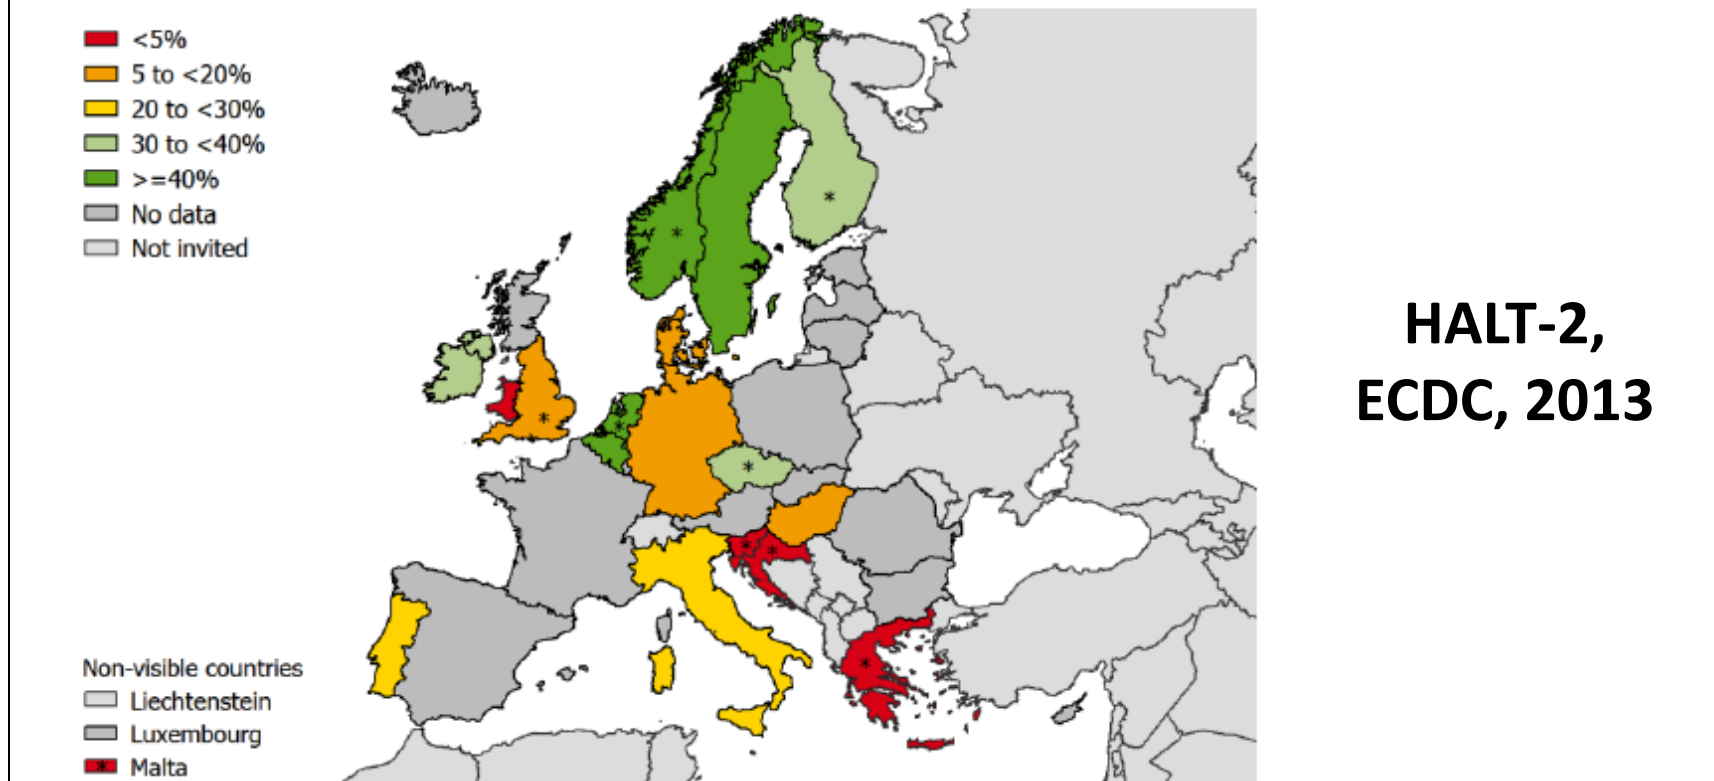 <5%
5 to <20%
20 to <30%
30 to <40%
>=40%
No data
Not invited
HALT-2,
ECDC, 2013
Non-visible countries
Liechtenstein
Luxembourg
* Malta